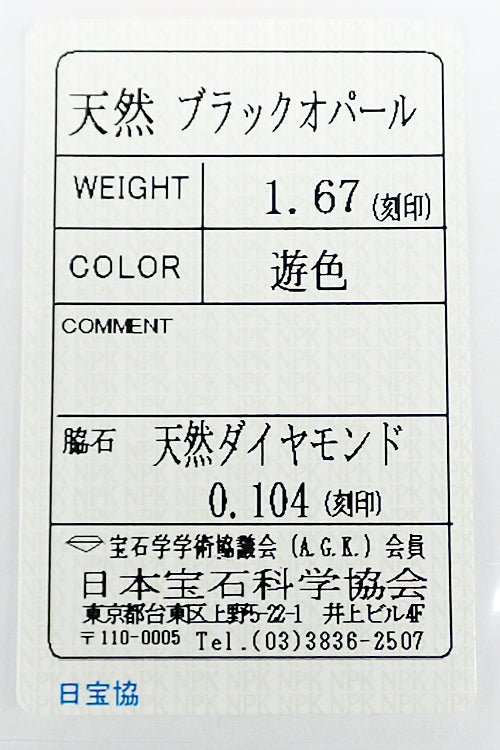 天然 ブラックオパール
WEIGHT 1.67 (刻印)
COLOR 遊色
COMMENT
脇石 天然ダイヤモンド
0.104 (刻印)
宝石学学術協議会 (A.G.K.) 会員
日本宝石科学協会
東京都台東区上野5-22-1 井上ビル4F
〒110-0005 Tel.(03)3836-2507
日宝協